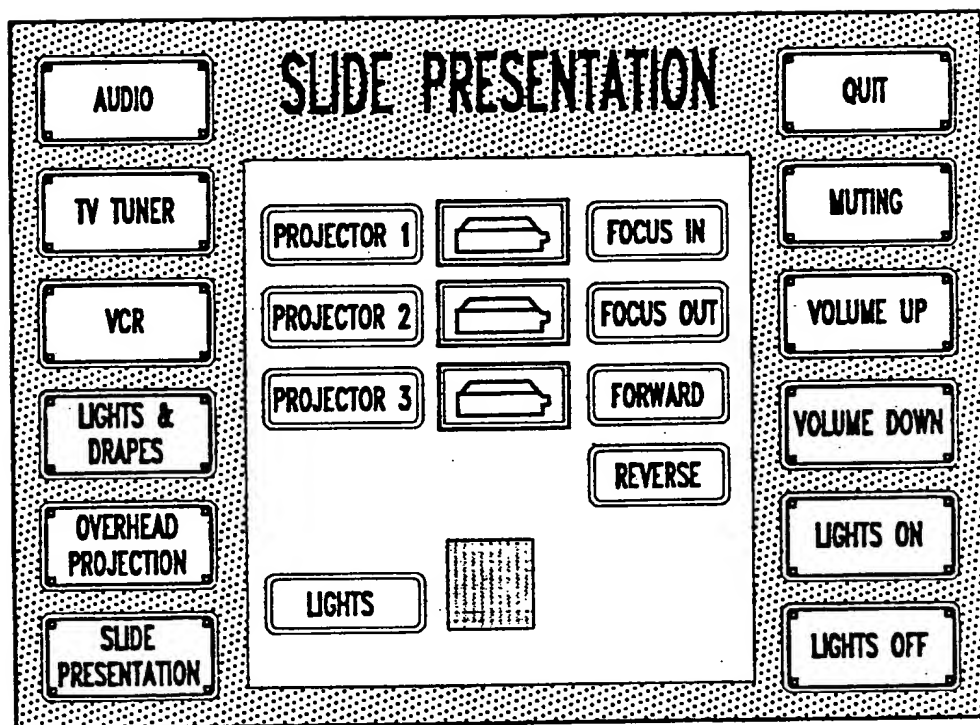 SLIDE PRESENTATION
AUDIO
TV TUNER
VCR
LIGHTS &
DRAPES
OVERHEAD
PROJECTION
SLIDE
PRESENTATION
PROJECTOR 1
PROJECTOR 2
PROJECTOR 3
LIGHTS
FOCUS IN
FOCUS OUT
FORWARD
REVERSE
QUIT
MUTING
VOLUME UP
VOLUME DOWN
LIGHTS ON
LIGHTS OFF